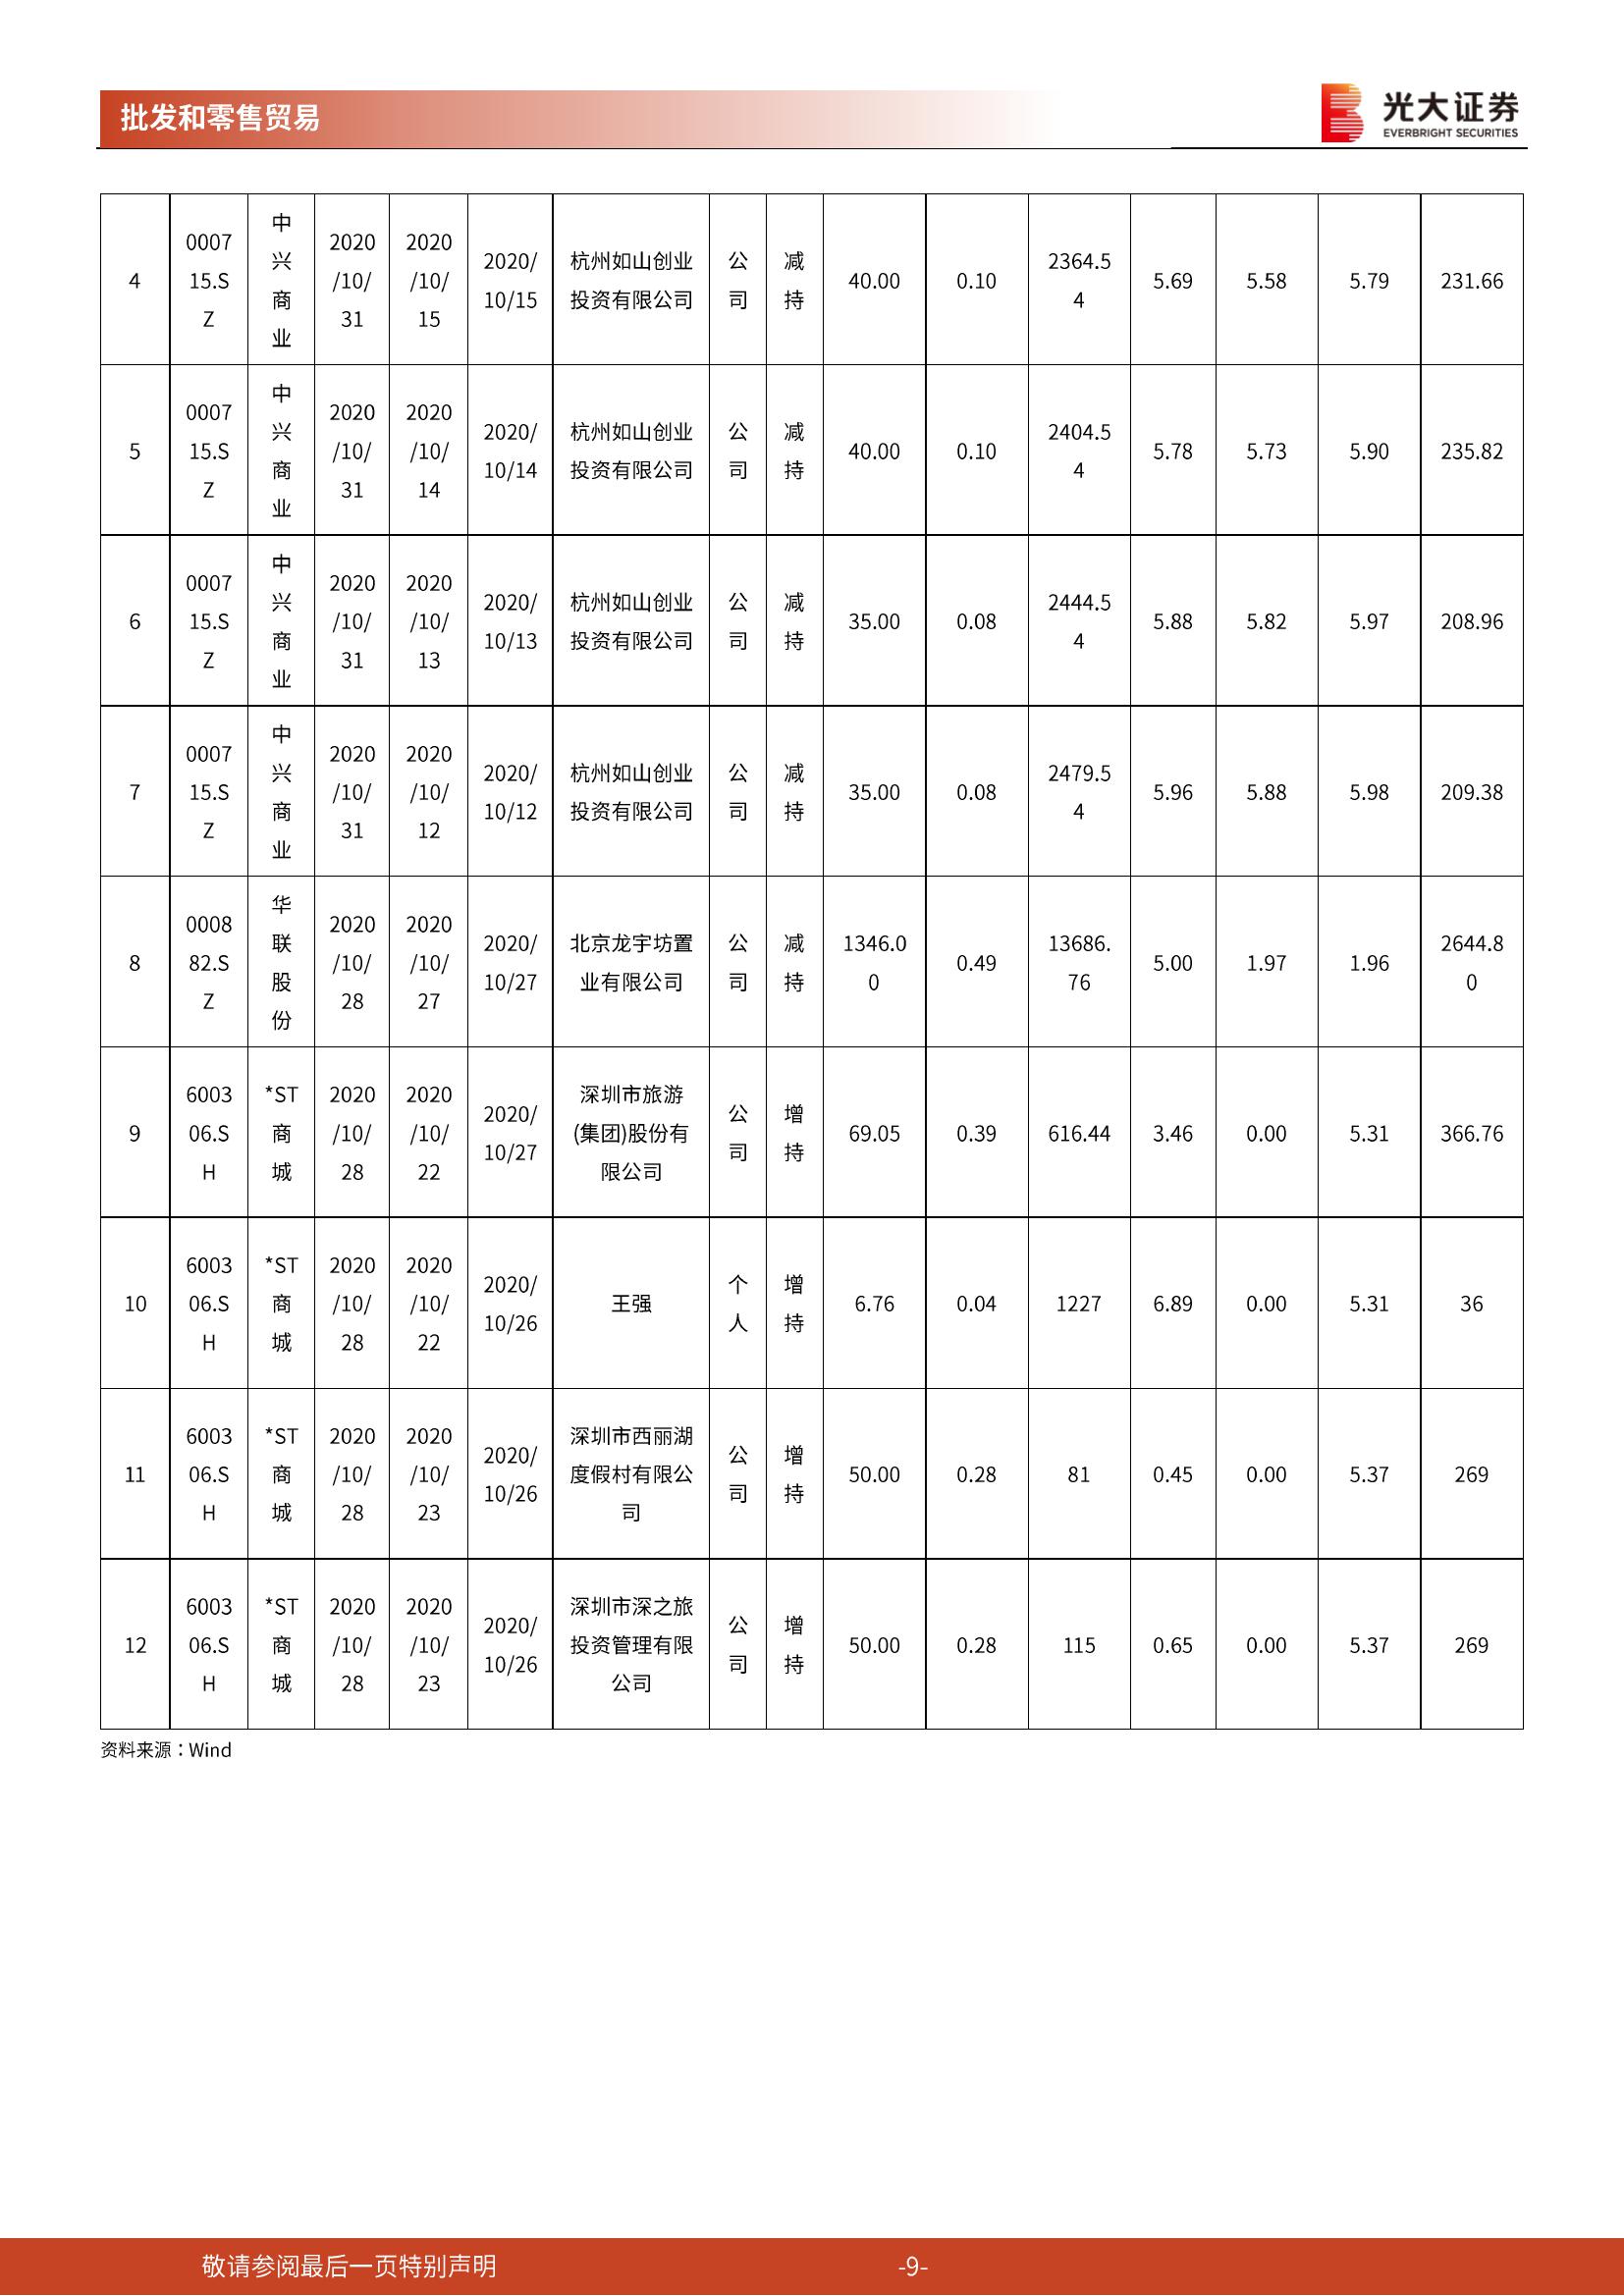 批发和零售贸易
光大证券
EVERBRIGHT SECURITIES
4 000715.SZ 中兴商业 2020/10/31 2020/10/15 2020/10/15 杭州如山创业投资有限公司 公司 减持 40.00 0.10 2364.54 5.69 5.58 5.79 231.66
5 000715.SZ 中兴商业 2020/10/31 2020/10/14 2020/10/14 杭州如山创业投资有限公司 公司 减持 40.00 0.10 2404.54 5.78 5.73 5.90 235.82
6 000715.SZ 中兴商业 2020/10/31 2020/10/13 2020/10/13 杭州如山创业投资有限公司 公司 减持 35.00 0.08 2444.54 5.88 5.82 5.97 208.96
7 000715.SZ 中兴商业 2020/10/31 2020/10/12 2020/10/12 杭州如山创业投资有限公司 公司 减持 35.00 0.08 2479.54 5.96 5.88 5.98 209.38
8 000882.SZ 华联股份 2020/10/28 2020/10/27 2020/10/27 北京龙宇坊置业有限公司 公司 减持 1346.00 0.49 13686.76 5.00 1.97 1.96 2644.80
9 600306.SH *ST商城 2020/10/28 2020/10/22 2020/10/27 深圳市旅游(集团)股份有限公司 公司 增持 69.05 0.39 616.44 3.46 0.00 5.31 366.76
10 600306.SH *ST商城 2020/10/28 2020/10/22 2020/10/26 王强 个人 增持 6.76 0.04 1227 6.89 0.00 5.31 36
11 600306.SH *ST商城 2020/10/28 2020/10/23 2020/10/26 深圳市西丽湖度假村有限公司 公司 增持 50.00 0.28 81 0.45 0.00 5.37 269
12 600306.SH *ST商城 2020/10/28 2020/10/23 2020/10/26 深圳市深之旅投资管理有限公司 公司 增持 50.00 0.28 115 0.65 0.00 5.37 269
资料来源：Wind
敬请参阅最后一页特别声明 -9-